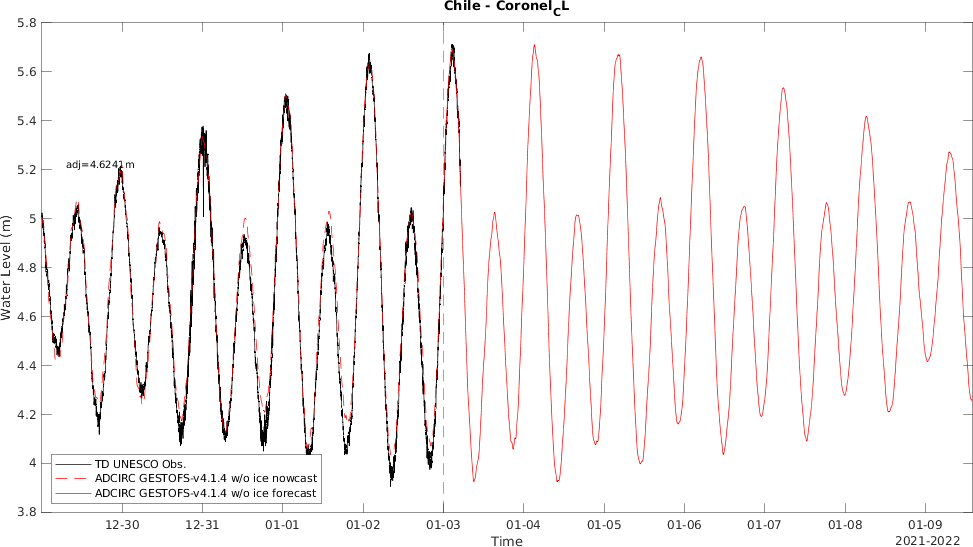 Chile - Coronel_CL
5.8
5.6
5.4
5.2
5
4.8
4.6
4.4
4.2
4
3.8
Water Level (m)
adj=4.6241m
TD UNESCO Obs.
ADCIRC GESTOFS-v4.1.4 w/o ice nowcast
ADCIRC GESTOFS-v4.1.4 w/o ice forecast
12-30 12-31 01-01 01-02 01-03 01-04 01-05 01-06 01-07 01-08 01-09
Time
2021-2022